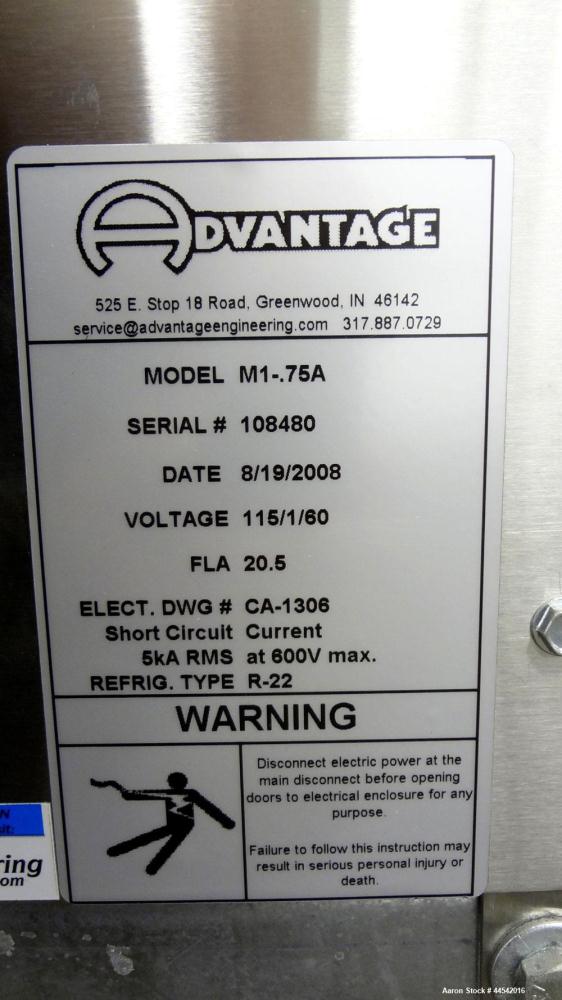 ADVANTAGE
525 E. Stop 18 Road, Greenwood, IN 46142
service@advantageengineering.com 317.887.0729
MODEL M1-.75A
SERIAL # 108480
DATE 8/19/2008
VOLTAGE 115/1/60
FLA 20.5
ELECT. DWG # CA-1306
Short Circuit Current
5kA RMS at 600V max.
REFRIG. TYPE R-22
WARNING
Disconnect electric power at the
main disconnect before opening
doors to electrical enclosure for any
purpose.
Failure to follow this instruction may
result in serious personal injury or
death.
N
it:
ring
om
Aaron Stock # 44542016